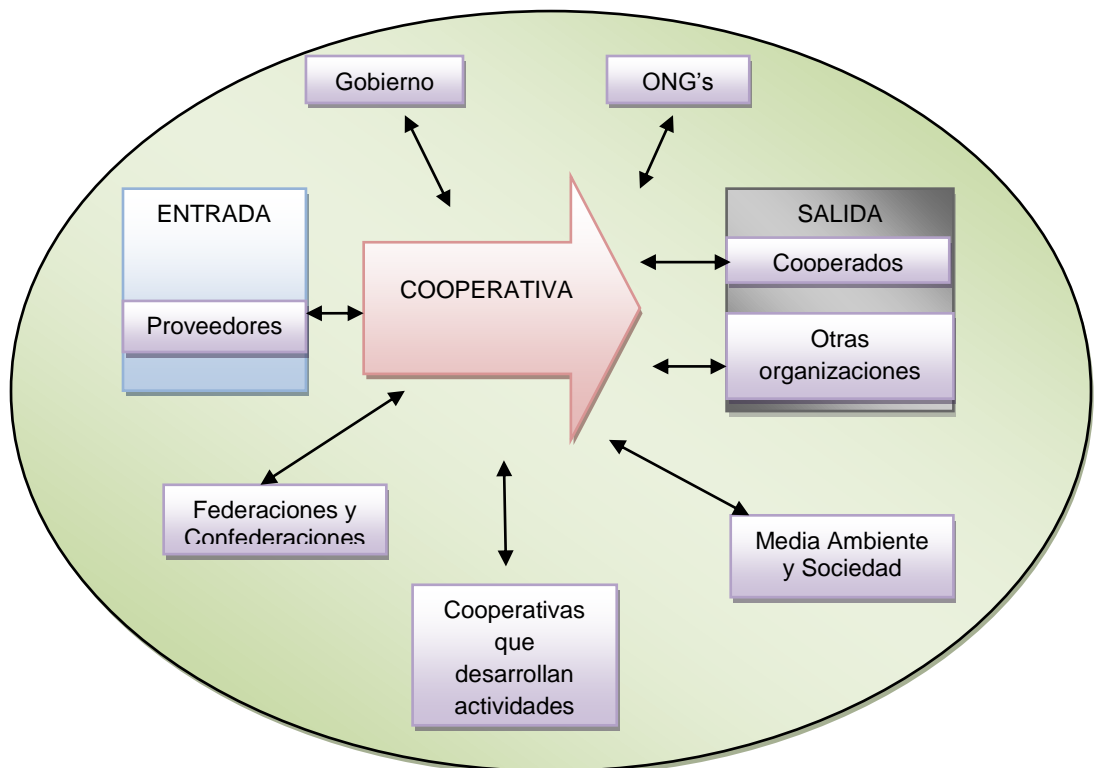 Gobierno
ONG's
ENTRADA
SALIDA
COOPERATIVA
Cooperados
Proveedores
Otras
organizaciones
Federaciones y
Confederaciones
Media Ambiente
y Sociedad
Cooperativas
que
desarrollan
actividades